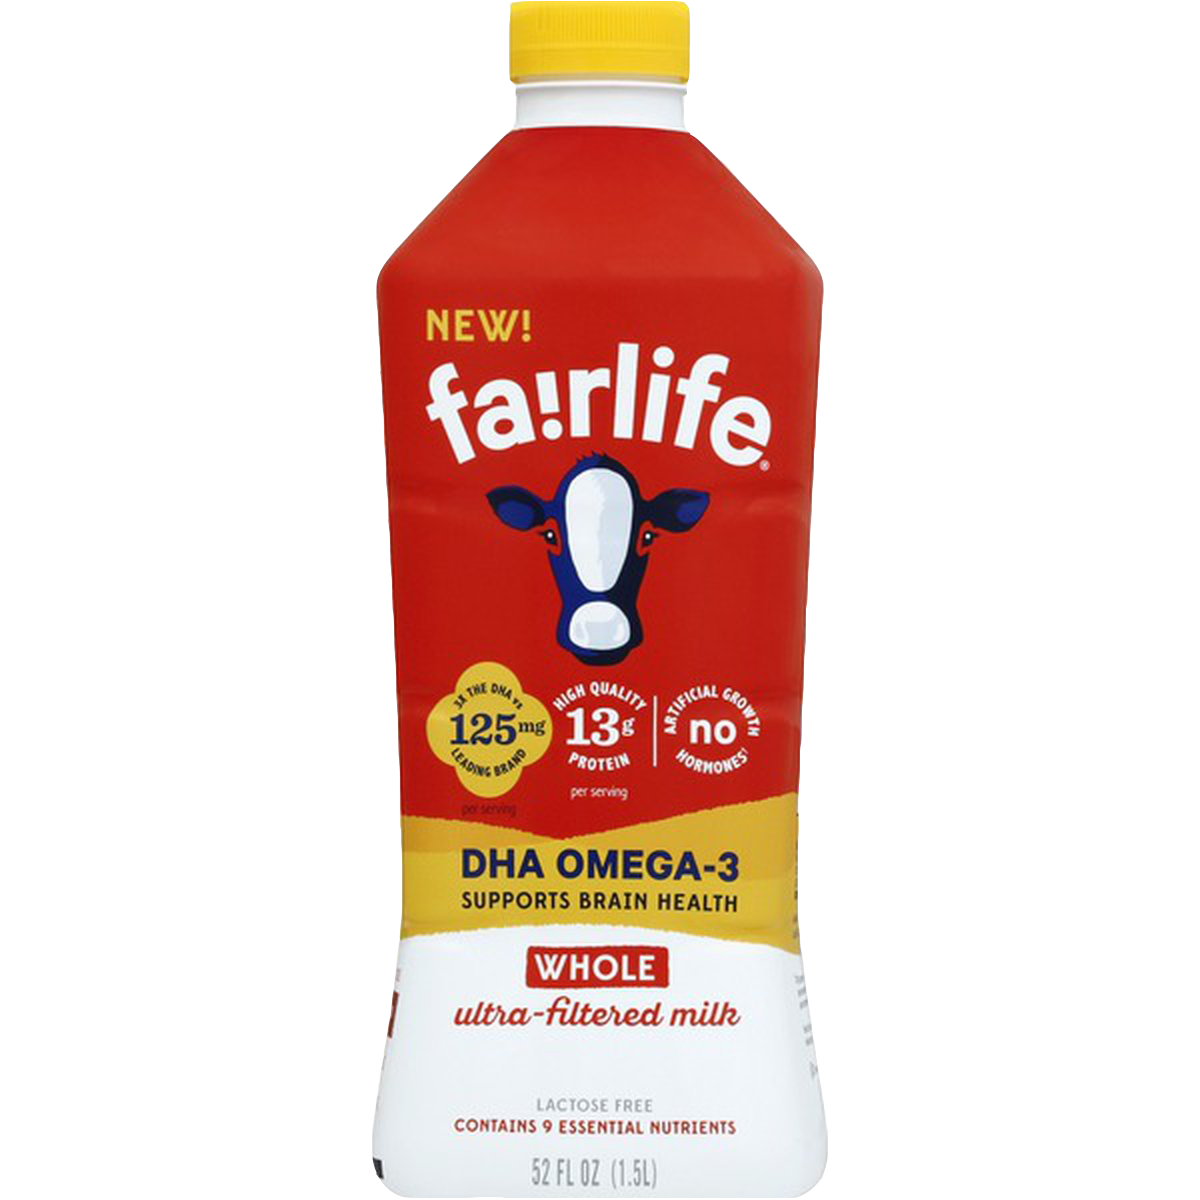 NEW!
fa!rlife®
3X THE DHA vs
125mg
LEADING BRAND
per serving
HIGH QUALITY
13g
PROTEIN
per serving
ARTIFICIAL GROWTH
no
HORMONES†
DHA OMEGA-3
SUPPORTS BRAIN HEALTH
WHOLE
ultra-filtered milk
LACTOSE FREE
CONTAINS 9 ESSENTIAL NUTRIENTS
52 FL OZ (1.5L)